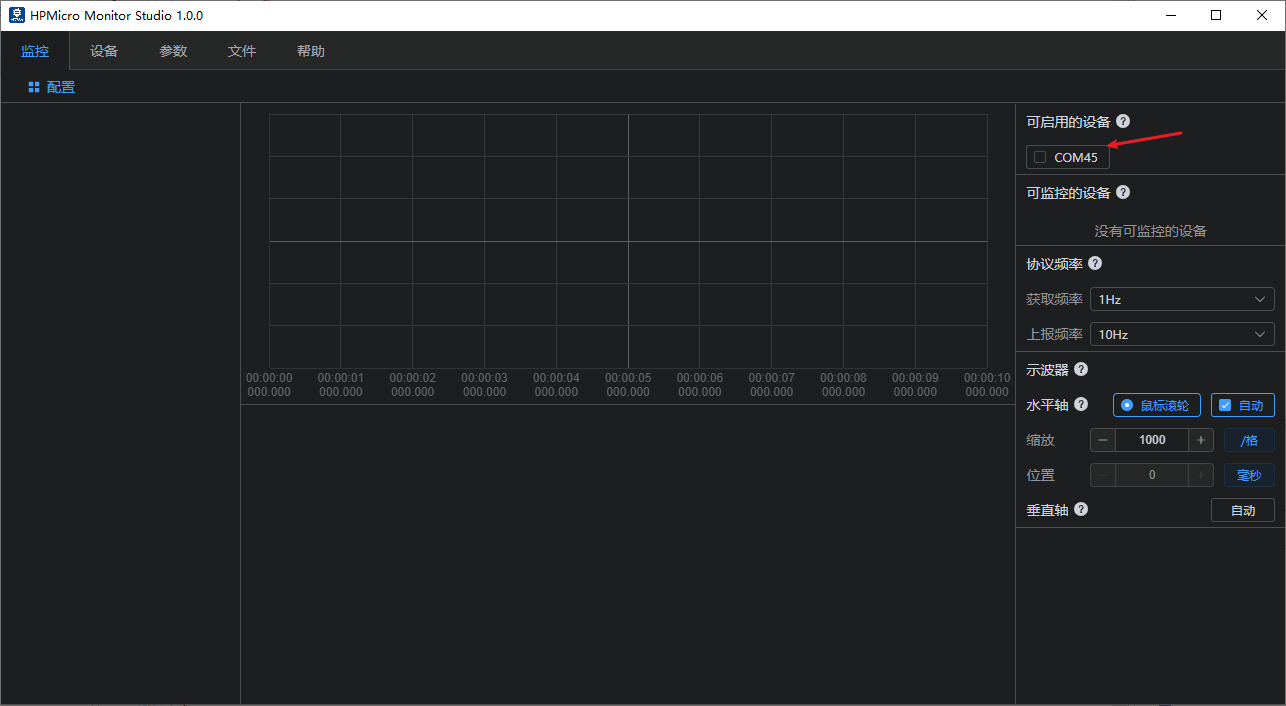 HPMicro Monitor Studio 1.0.0
监控 设备 参数 文件 帮助
配置
可启用的设备 ?
COM45
可监控的设备 ?
没有可监控的设备
协议频率 ?
获取频率 1Hz
上报频率 10Hz
示波器 ?
水平轴 ? 鼠标滚轮 自动
缩放 − 1000 + /格
位置 − 0 + 毫秒
垂直轴 ? 自动
00:00:00 00:00:01 00:00:02 00:00:03 00:00:04 00:00:05 00:00:06 00:00:07 00:00:08 00:00:09 00:00:10
000.000 000.000 000.000 000.000 000.000 000.000 000.000 000.000 000.000 000.000 000.000